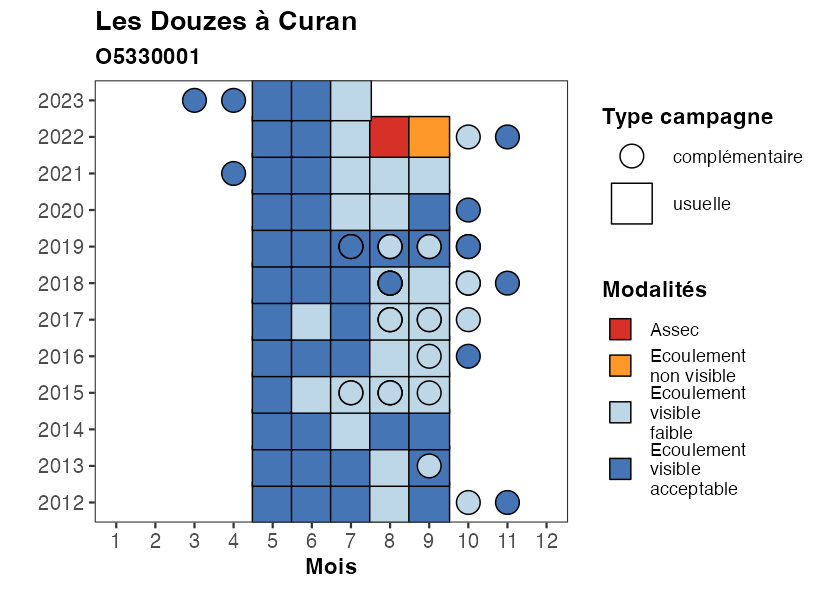 Les Douzes à Curan
O5330001
2023
2022
2021
2020
2019
2018
2017
2016
2015
2014
2013
2012
1 2 3 4 5 6 7 8 9 10 11 12
Mois
Type campagne
complémentaire
usuelle
Modalités
Assec
Ecoulement
non visible
Ecoulement
visible
faible
Ecoulement
visible
acceptable